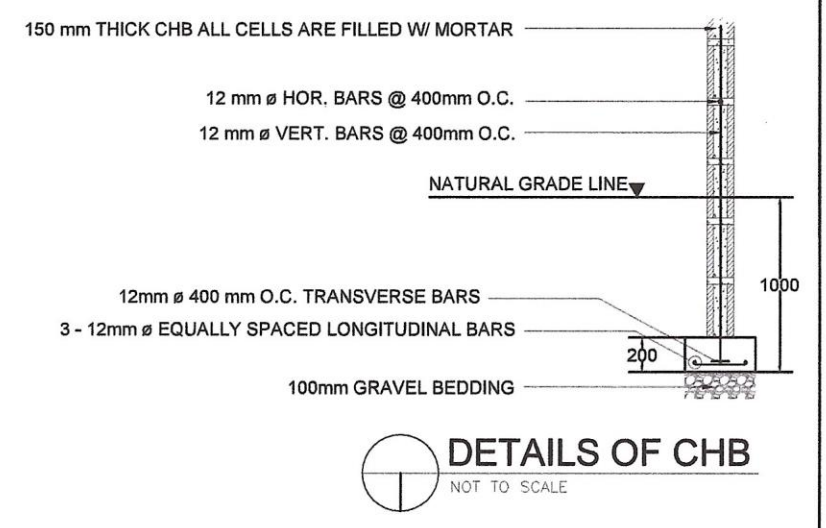 150 mm THICK CHB ALL CELLS ARE FILLED W/ MORTAR
12 mm ø HOR. BARS @ 400mm O.C.
12 mm ø VERT. BARS @ 400mm O.C.
NATURAL GRADE LINE
1000
12mm ø 400 mm O.C. TRANSVERSE BARS
3 - 12mm ø EQUALLY SPACED LONGITUDINAL BARS
200
100mm GRAVEL BEDDING
DETAILS OF CHB
NOT TO SCALE